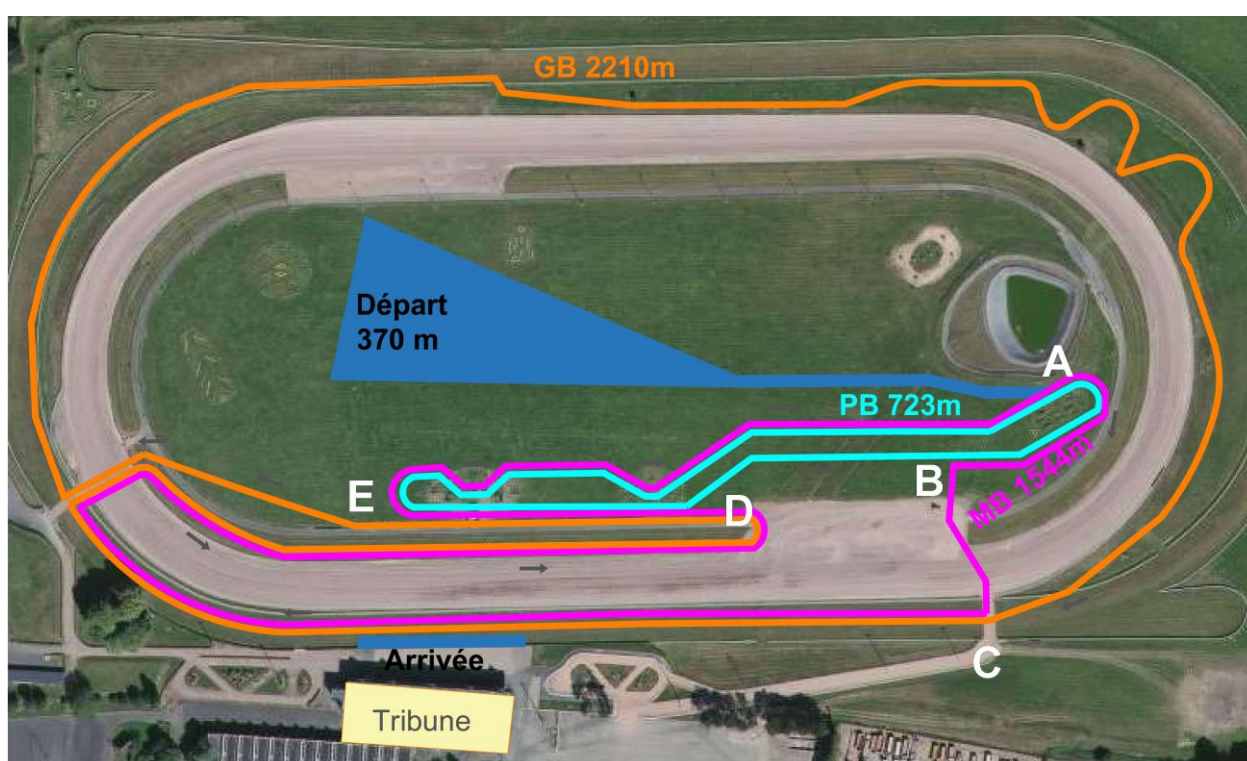 GB 2210m
Départ
370 m
A
PB 723m
B
MB 1544m
E
D
Arrivée
C
Tribune